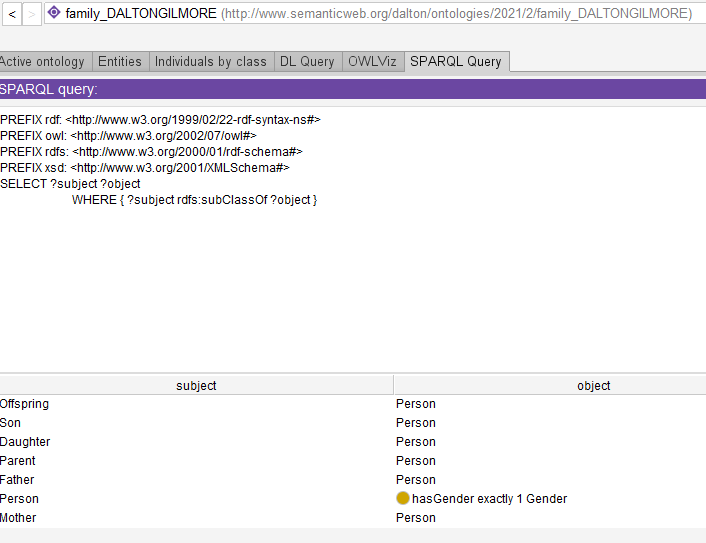 < > family_DALTONGILMORE (http://www.semanticweb.org/dalton/ontologies/2021/2/family_DALTONGILMORE)
Active ontology Entities Individuals by class DL Query OWLViz SPARQL Query
SPARQL query:
PREFIX rdf: <http://www.w3.org/1999/02/22-rdf-syntax-ns#>
PREFIX owl: <http://www.w3.org/2002/07/owl#>
PREFIX rdfs: <http://www.w3.org/2000/01/rdf-schema#>
PREFIX xsd: <http://www.w3.org/2001/XMLSchema#>
SELECT ?subject ?object
WHERE { ?subject rdfs:subClassOf ?object }
subject object
Offspring Person
Son Person
Daughter Person
Parent Person
Father Person
Person hasGender exactly 1 Gender
Mother Person